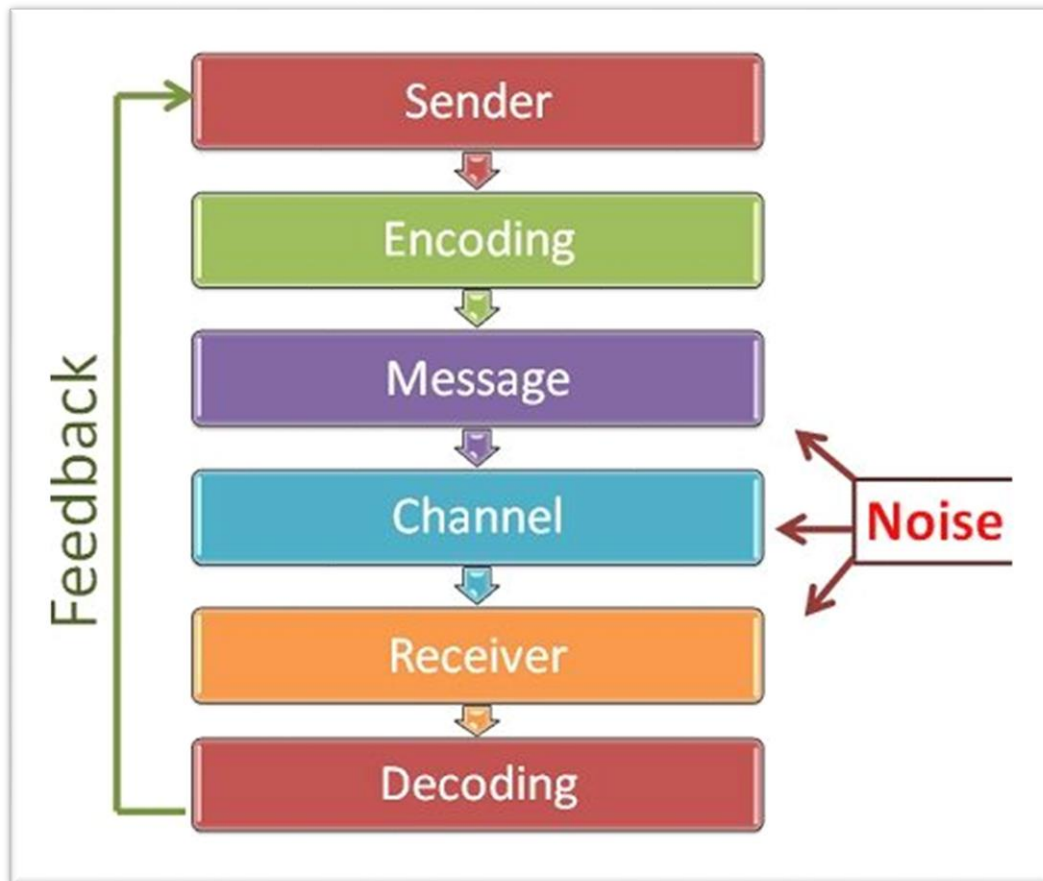 Sender
Encoding
Message
Channel
Receiver
Decoding
Feedback
Noise